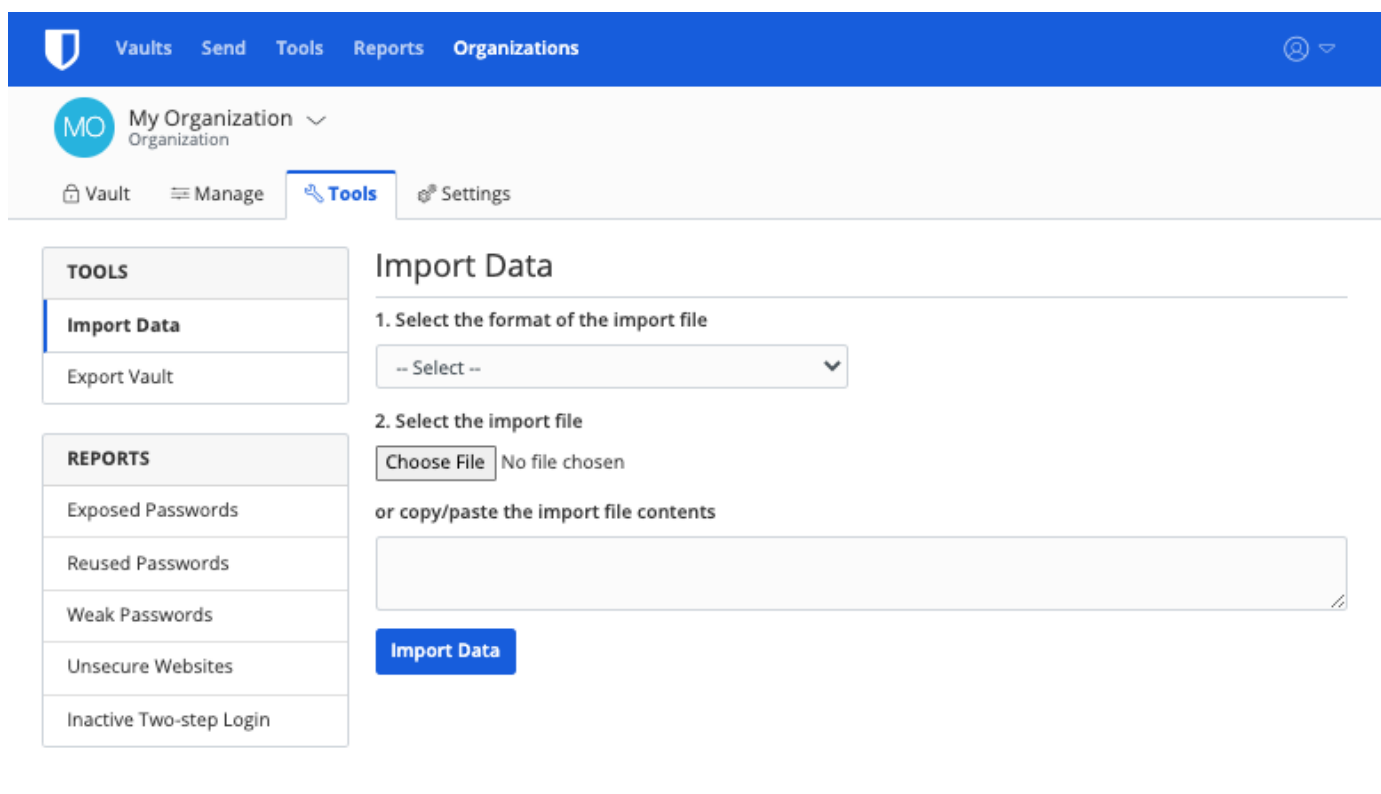 Vaults Send Tools Reports Organizations
MO My Organization
Organization
Vault Manage Tools Settings
TOOLS
Import Data
Export Vault
REPORTS
Exposed Passwords
Reused Passwords
Weak Passwords
Unsecure Websites
Inactive Two-step Login
Import Data
1. Select the format of the import file
-- Select --
2. Select the import file
Choose File No file chosen
or copy/paste the import file contents
Import Data